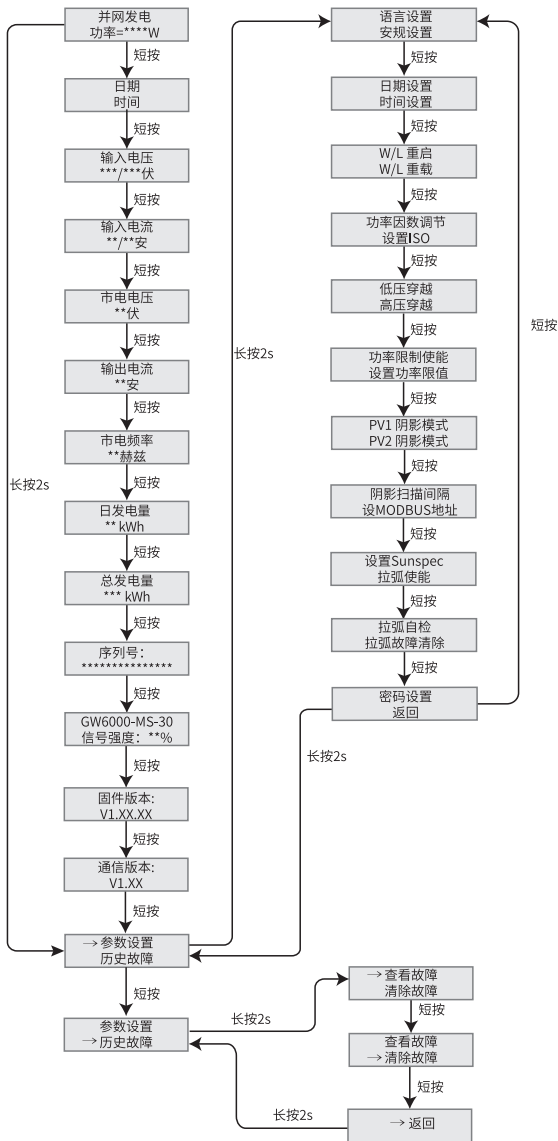 并网发电
功率=****W
短按
日期
时间
短按
输入电压
***/***伏
短按
输入电流
**/**安
短按
市电电压
**伏
短按
输出电流
**安
短按
市电频率
**赫兹
短按
日发电量
** kWh
短按
总发电量
*** kWh
短按
序列号:
***************
短按
GW6000-MS-30
信号强度: **%
短按
固件版本:
V1.XX.XX
短按
通信版本:
V1.XX
短按
→ 参数设置
历史故障
短按
参数设置
→ 历史故障
长按2s
长按2s
语言设置
安规设置
短按
日期设置
时间设置
短按
W/L 重启
W/L 重载
短按
功率因数调节
设置ISO
短按
低压穿越
高压穿越
短按
功率限制使能
设置功率限值
短按
PV1 阴影模式
PV2 阴影模式
短按
阴影扫描间隔
设MODBUS地址
短按
设置Sunspec
拉弧使能
短按
拉弧自检
拉弧故障清除
短按
密码设置
返回
短按
长按2s
长按2s
→ 查看故障
清除故障
短按
查看故障
→ 清除故障
短按
→ 返回
长按2s